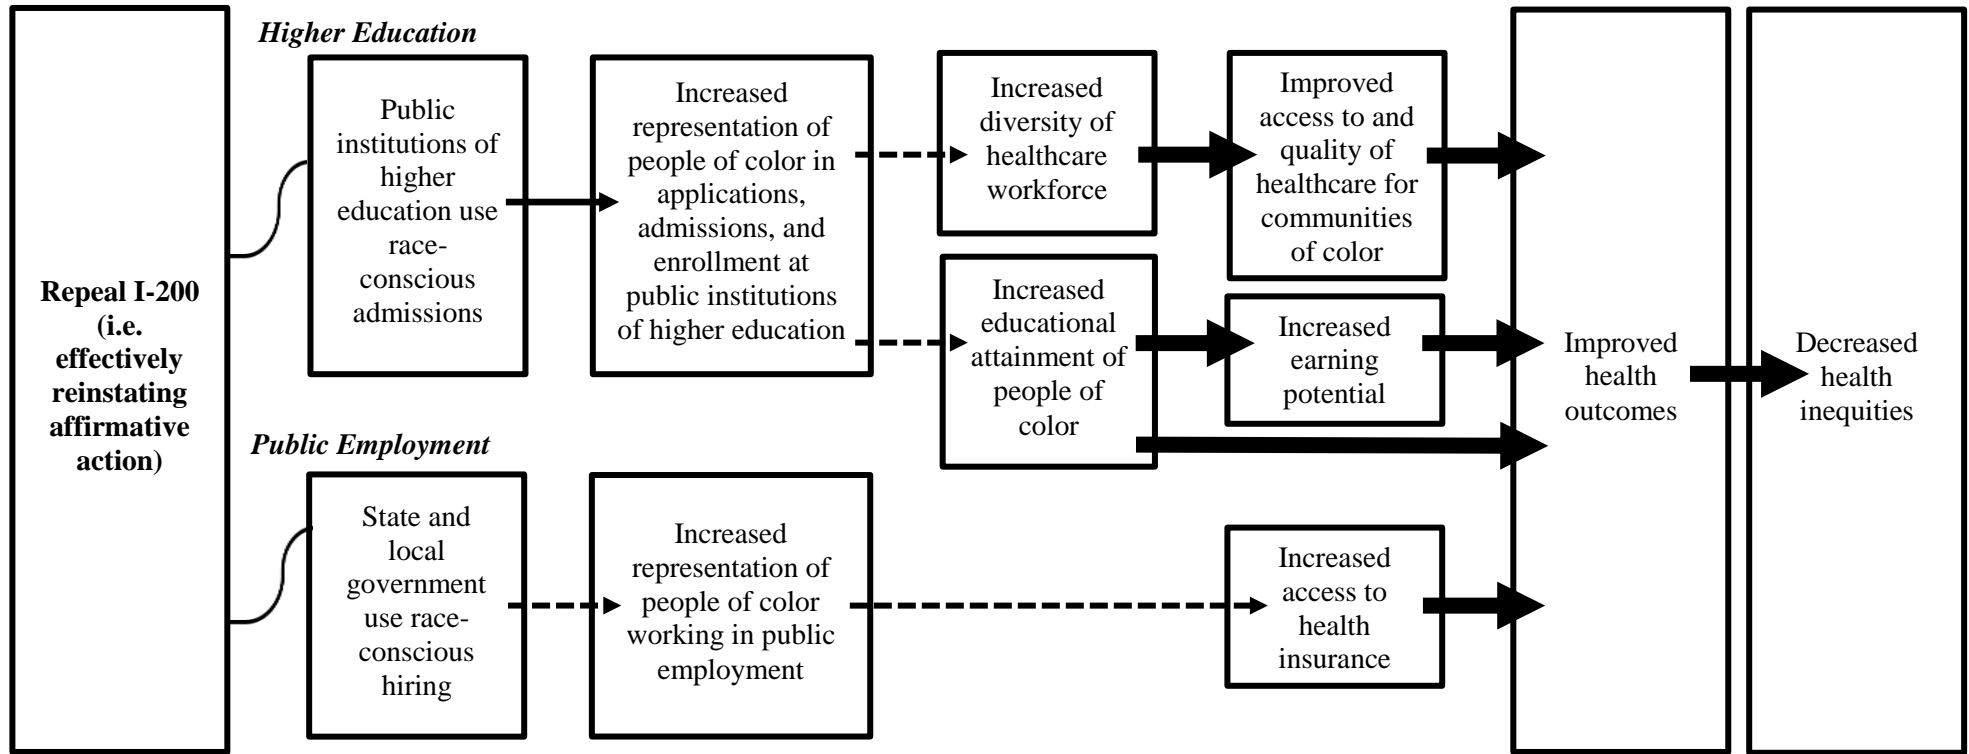 Repeal I-200
(i.e.
effectively
reinstating
affirmative
action)
Higher Education
Public
institutions of
higher
education use
race-
conscious
admissions
Increased
representation of
people of color in
applications,
admissions, and
enrollment at
public institutions
of higher education
Increased
diversity of
healthcare
workforce
Improved
access to and
quality of
healthcare for
communities
of color
Increased
educational
attainment of
people of
color
Increased
earning
potential
Public Employment
State and
local
government
use race-
conscious
hiring
Increased
representation of
people of color
working in public
employment
Increased
access to
health
insurance
Improved
health
outcomes
Decreased
health
inequities